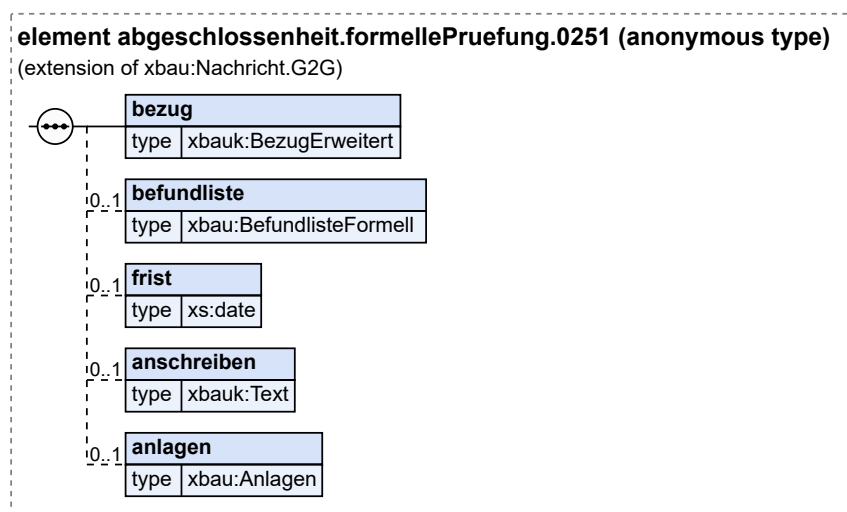 element abgeschlossenheit.formellePruefung.0251 (anonymous type)
(extension of xbau:Nachricht.G2G)
bezug
type xbauk:BezugErweitert
0..1 befundliste
type xbau:BefundlisteFormell
0..1 frist
type xs:date
0..1 anschreiben
type xbauk:Text
0..1 anlagen
type xbau:Anlagen